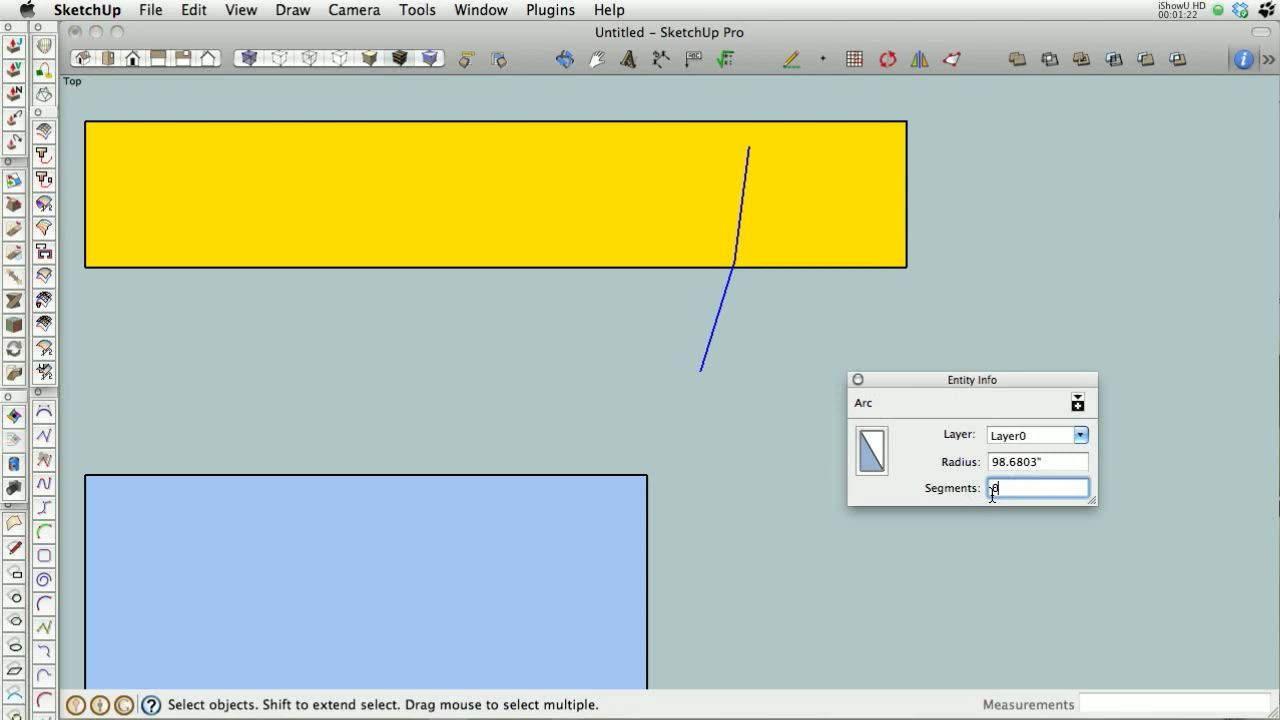 SketchUp File Edit View Draw Camera Tools Window Plugins Help
iShowU HD
00:01:22
Untitled - SketchUp Pro
Top
Entity Info
Arc
Layer: Layer0
Radius: 98.6803"
Segments:
Select objects. Shift to extend select. Drag mouse to select multiple.
Measurements